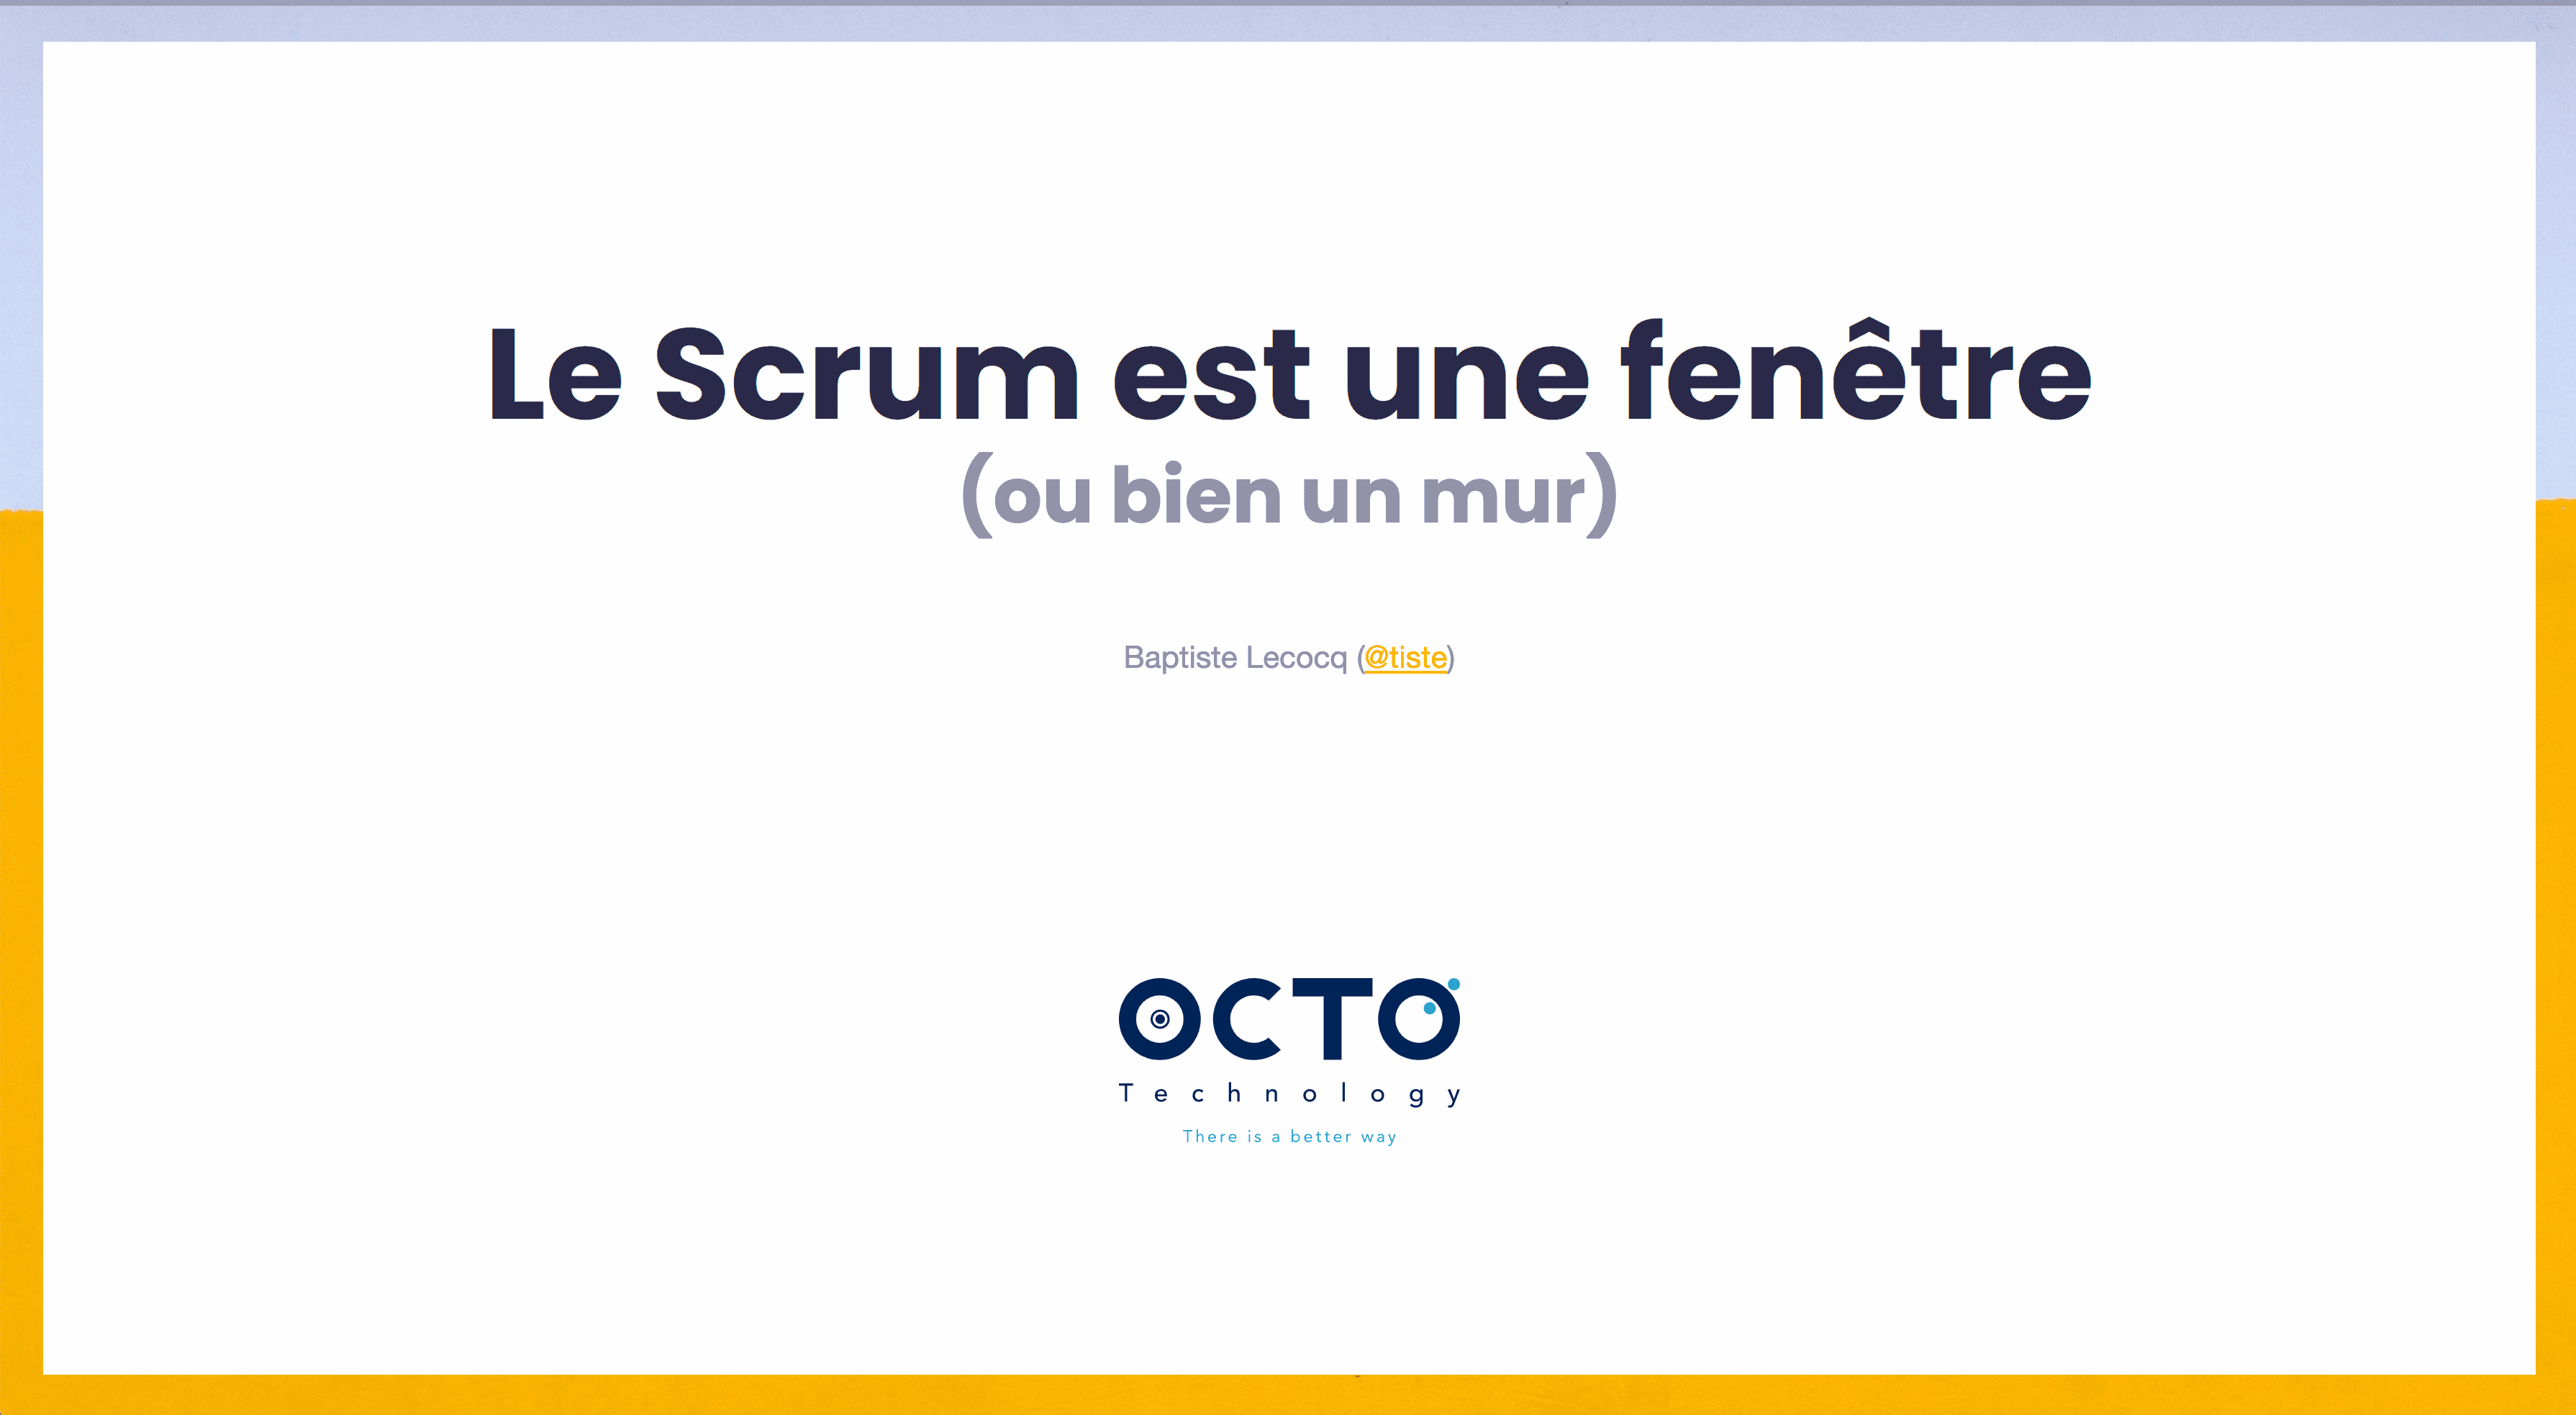 Le Scrum est une fenêtre
(ou bien un mur)
Baptiste Lecocq (@tiste)
OCTO
Technology
There is a better way